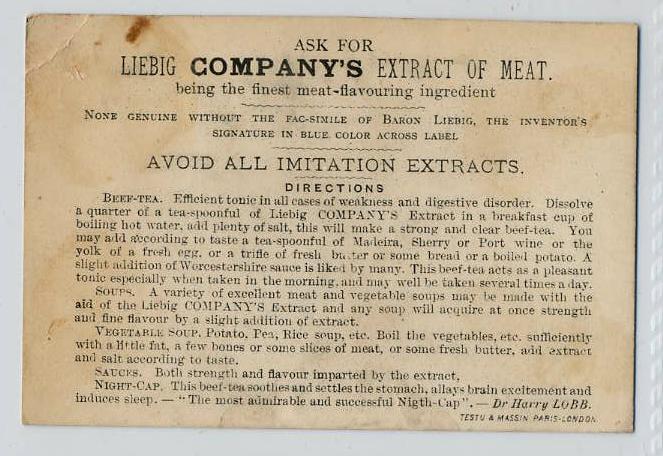 ASK FOR
LIEBIG COMPANY'S EXTRACT OF MEAT.
being the finest meat-flavouring ingredient
NONE GENUINE WITHOUT THE FAC-SIMILE OF BARON LIEBIG, THE INVENTOR'S
SIGNATURE IN BLUE COLOR ACROSS LABEL
AVOID ALL IMITATION EXTRACTS.
DIRECTIONS
BEEF-TEA. Efficient tonic in all cases of weakness and digestive disorder. Dissolve
a quarter of a tea-spoonful of Liebig COMPANY'S Extract in a breakfast cup of
boiling hot water, add plenty of salt, this will make a strong and clear beef-tea. You
may add according to taste a tea-spoonful of Madeira, Sherry or Port wine or the
yolk of a fresh egg, or a trifle of fresh butter or some bread or a boiled potato. A
slight addition of Worcestershire sauce is liked by many. This beef-tea acts as a pleasant
tonic especially when taken in the morning, and may well be taken several times a day.
SOUPS. A variety of excellent meat and vegetable soups may be made with the
aid of the Liebig COMPANY'S Extract and any soup will acquire at once strength
and fine flavour by a slight addition of extract.
VEGETABLE SOUP. Potato, Pea, Rice soup, etc. Boil the vegetables, etc. sufficiently
with a little fat, a few bones or some slices of meat, or some fresh butter, add extract
and salt according to taste.
SAUCES. Both strength and flavour imparted by the extract.
NIGHT-CAP. This beef-tea soothes and settles the stomach, allays brain excitement and
induces sleep. — "The most admirable and successful Nigth-Cap". — Dr Harry LOBB.
TESTU & MASSIN PARIS-LONDON